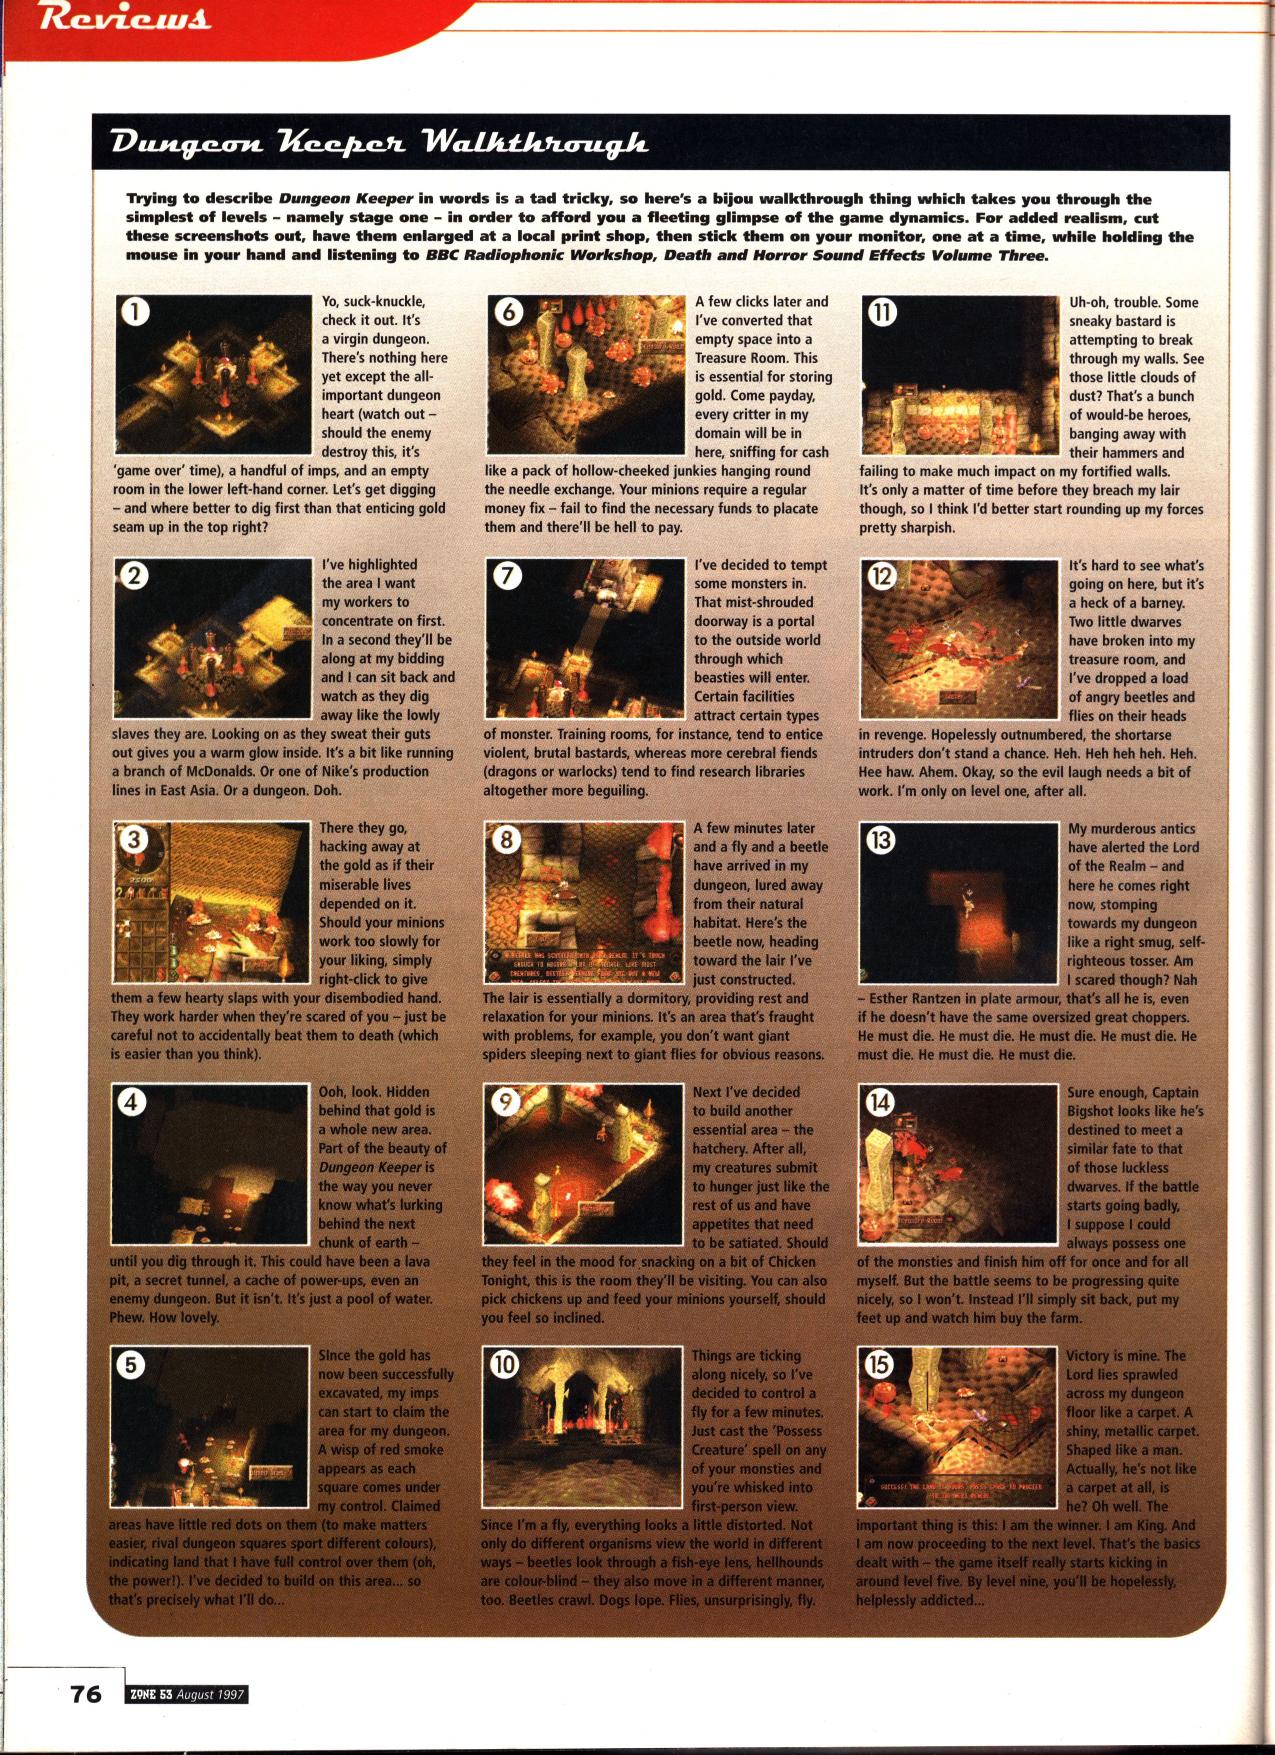 Reviews
Dungeon Keeper Walkthrough
Trying to describe Dungeon Keeper in words is a tad tricky, so here's a bijou walkthrough thing which takes you through the
simplest of levels – namely stage one – in order to afford you a fleeting glimpse of the game dynamics. For added realism, cut
these screenshots out, have them enlarged at a local print shop, then stick them on your monitor, one at a time, while holding the
mouse in your hand and listening to BBC Radiophonic Workshop, Death and Horror Sound Effects Volume Three.
1
Yo, suck-knuckle,
check it out. It's
a virgin dungeon.
There's nothing here
yet except the all-
important dungeon
heart (watch out –
should the enemy
destroy this, it's
'game over' time), a handful of imps, and an empty
room in the lower left-hand corner. Let's get digging
– and where better to dig first than that enticing gold
seam up in the top right?
2
I've highlighted
the area I want
my workers to
concentrate on first.
In a second they'll be
along at my bidding
and I can sit back and
watch as they dig
away like the lowly
slaves they are. Looking on as they sweat their guts
out gives you a warm glow inside. It's a bit like running
a branch of McDonalds. Or one of Nike's production
lines in East Asia. Or a dungeon. Doh.
3
There they go,
hacking away at
the gold as if their
miserable lives
depended on it.
Should your minions
work too slowly for
your liking, simply
right-click to give
them a few hearty slaps with your disembodied hand.
They work harder when they're scared of you – just be
careful not to accidentally beat them to death (which
is easier than you think).
4
Ooh, look. Hidden
behind that gold is
a whole new area.
Part of the beauty of
Dungeon Keeper is
the way you never
know what's lurking
behind the next
chunk of earth –
until you dig through it. This could have been a lava
pit, a secret tunnel, a cache of power-ups, even an
enemy dungeon. But it isn't. It's just a pool of water.
Phew. How lovely.
5
Since the gold has
now been successfully
excavated, my imps
can start to claim the
area for my dungeon.
A wisp of red smoke
appears as each
square comes under
my control. Claimed
areas have little red dots on them (to make matters
easier, rival dungeon squares sport different colours),
indicating land that I have full control over them (oh,
the power!). I've decided to build on this area... so
that's precisely what I'll do...
6
A few clicks later and
I've converted that
empty space into a
Treasure Room. This
is essential for storing
gold. Come payday,
every critter in my
domain will be in
here, sniffing for cash
like a pack of hollow-cheeked junkies hanging round
the needle exchange. Your minions require a regular
money fix – fail to find the necessary funds to placate
them and there'll be hell to pay.
7
I've decided to tempt
some monsters in.
That mist-shrouded
doorway is a portal
to the outside world
through which
beasties will enter.
Certain facilities
attract certain types
of monster. Training rooms, for instance, tend to entice
violent, brutal bastards, whereas more cerebral fiends
(dragons or warlocks) tend to find research libraries
altogether more beguiling.
8
A few minutes later
and a fly and a beetle
have arrived in my
dungeon, lured away
from their natural
habitat. Here's the
beetle now, heading
toward the lair I've
just constructed.
The lair is essentially a dormitory, providing rest and
relaxation for your minions. It's an area that's fraught
with problems, for example, you don't want giant
spiders sleeping next to giant flies for obvious reasons.
9
Next I've decided
to build another
essential area – the
hatchery. After all,
my creatures submit
to hunger just like the
rest of us and have
appetites that need
to be satiated. Should
they feel in the mood for snacking on a bit of Chicken
Tonight, this is the room they'll be visiting. You can also
pick chickens up and feed your minions yourself, should
you feel so inclined.
10
Things are ticking
along nicely, so I've
decided to control a
fly for a few minutes.
Just cast the 'Possess
Creature' spell on any
of your monsties and
you're whisked into
first-person view.
Since I'm a fly, everything looks a little distorted. Not
only do different organisms view the world in different
ways – beetles look through a fish-eye lens, hellhounds
are colour-blind – they also move in a different manner,
too. Beetles crawl. Dogs lope. Flies, unsurprisingly, fly.
11
Uh-oh, trouble. Some
sneaky bastard is
attempting to break
through my walls. See
those little clouds of
dust? That's a bunch
of would-be heroes,
banging away with
their hammers and
failing to make much impact on my fortified walls.
It's only a matter of time before they breach my lair
though, so I think I'd better start rounding up my forces
pretty sharpish.
12
It's hard to see what's
going on here, but it's
a heck of a barney.
Two little dwarves
have broken into my
treasure room, and
I've dropped a load
of angry beetles and
flies on their heads
in revenge. Hopelessly outnumbered, the shortarse
intruders don't stand a chance. Heh. Heh heh heh. Heh.
Hee haw. Ahem. Okay, so the evil laugh needs a bit of
work. I'm only on level one, after all.
13
My murderous antics
have alerted the Lord
of the Realm – and
here he comes right
now, stomping
towards my dungeon
like a right smug, self-
righteous tosser. Am
I scared though? Nah
– Esther Rantzen in plate armour, that's all he is, even
if he doesn't have the same oversized great choppers.
He must die. He must die. He must die. He must die. He
must die. He must die. He must die.
14
Sure enough, Captain
Bigshot looks like he's
destined to meet a
similar fate to that
of those luckless
dwarves. If the battle
starts going badly,
I suppose I could
always possess one
of the monsties and finish him off for once and for all
myself. But the battle seems to be progressing quite
nicely, so I won't. Instead I'll simply sit back, put my
feet up and watch him buy the farm.
15
SUCCESS! THE LAND IS YOURS. PRESS SPACE TO PROCEED
TO THE NEXT REALM.
Victory is mine. The
Lord lies sprawled
across my dungeon
floor like a carpet. A
shiny, metallic carpet.
Shaped like a man.
Actually, he's not like
a carpet at all, is
he? Oh well. The
important thing is this: I am the winner. I am King. And
I am now proceeding to the next level. That's the basics
dealt with – the game itself really starts kicking in
around level five. By level nine, you'll be hopelessly,
helplessly addicted...
76 ZONE 53 August 1997